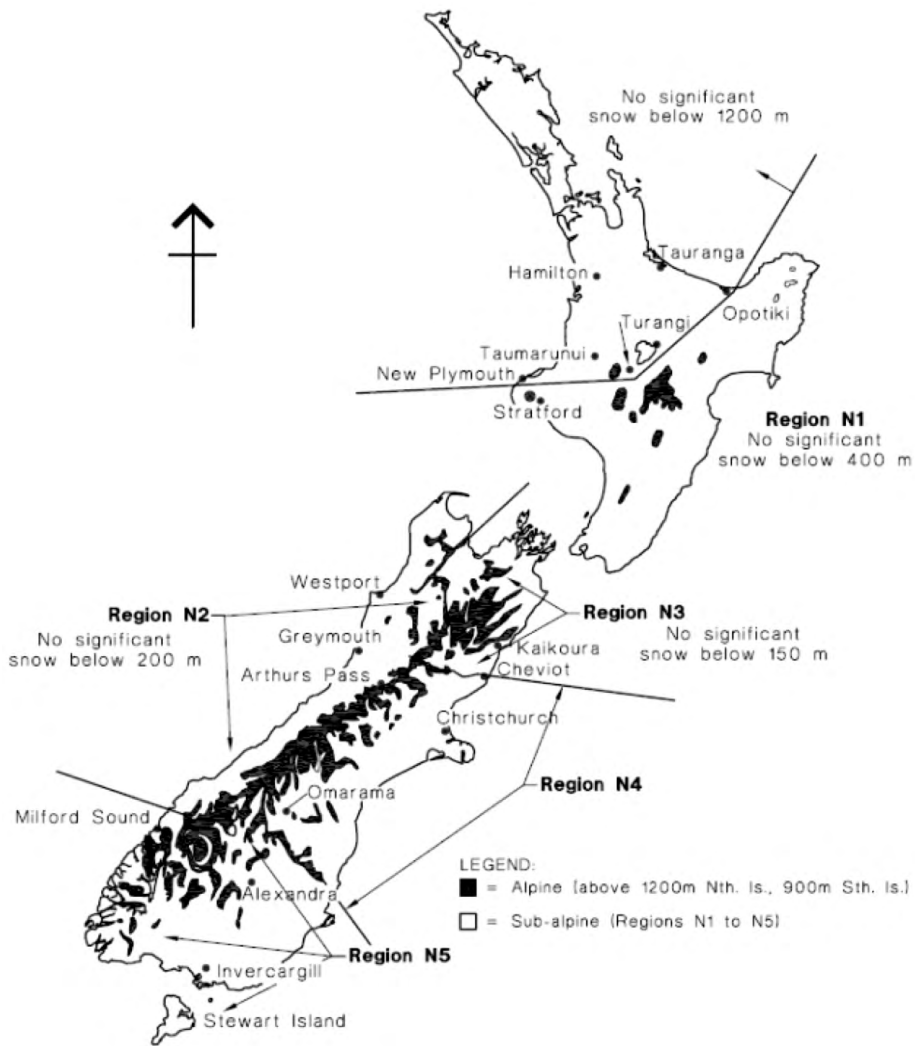 No significant
snow below 1200 m
Tauranga
Hamilton
Opotiki
Turangi
Taumarunui
New Plymouth
Stratford
Region N1
No significant
snow below 400 m
Westport
Region N2
No significant
snow below 200 m
Greymouth
Arthurs Pass
Region N3
No significant
snow below 150 m
Kaikoura
Cheviot
Christchurch
Region N4
Omarama
Milford Sound
LEGEND:
= Alpine (above 1200m Nth. Is., 900m Sth. Is.)
= Sub-alpine (Regions N1 to N5)
Alexandra
Region N5
Invercargill
Stewart Island